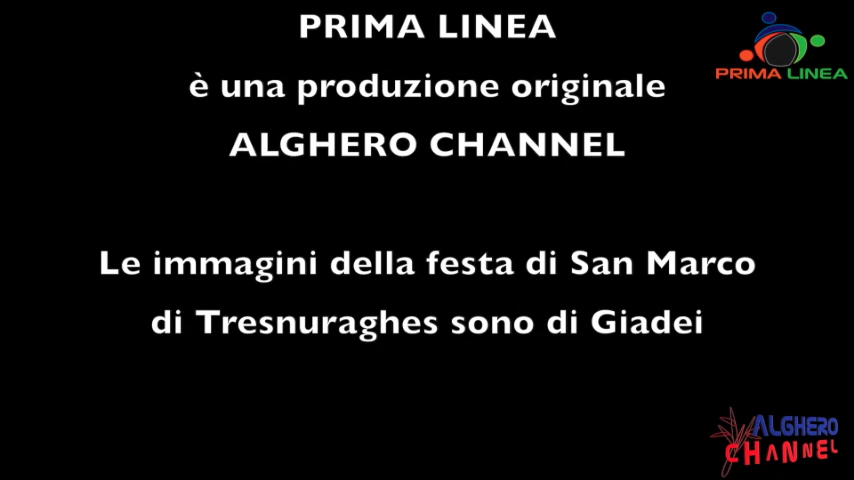 PRIMA LINEA
è una produzione originale
ALGHERO CHANNEL
Le immagini della festa di San Marco
di Tresnuraghes sono di Giadei
PRIMA LINEA
ALGHERO
CHANNEL